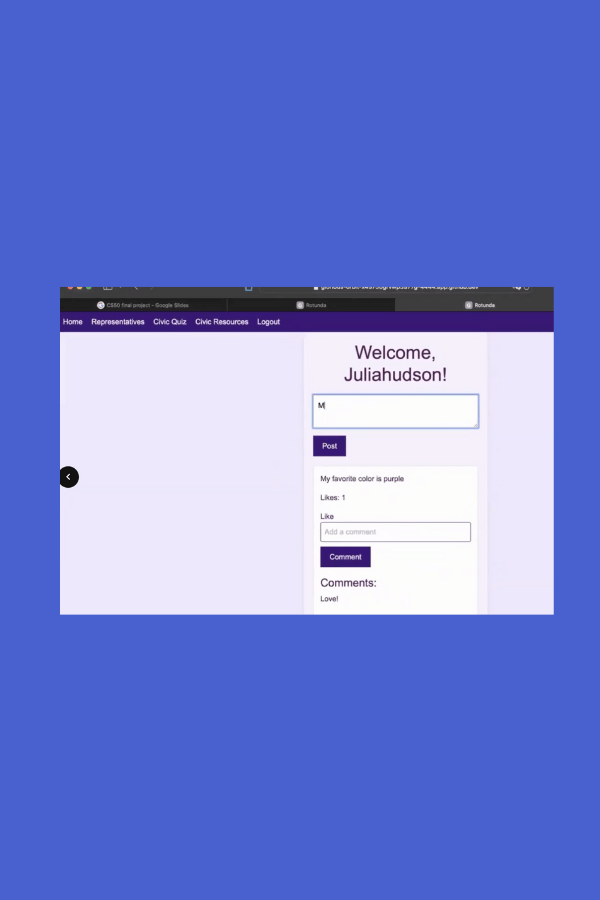 CS50 final project - Google Slides
Rotunda
Rotunda
Home Representatives Civic Quiz Civic Resources Logout
Welcome,
Juliahudson!
M
Post
My favorite color is purple
Likes: 1
Like
Add a comment
Comment
Comments:
Love!